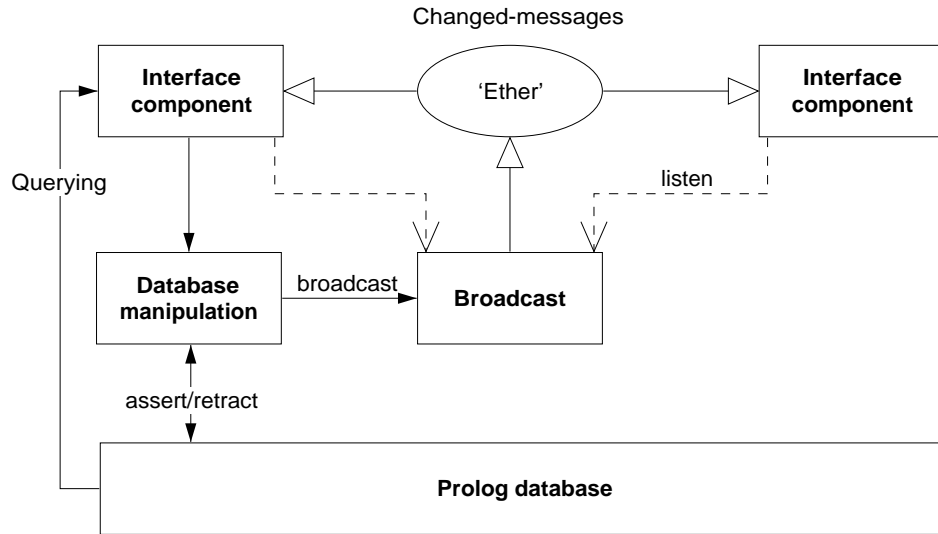 Changed-messages
Interface
component
‘Ether’
Interface
component
Querying
listen
Database
manipulation
broadcast
Broadcast
assert/retract
Prolog database